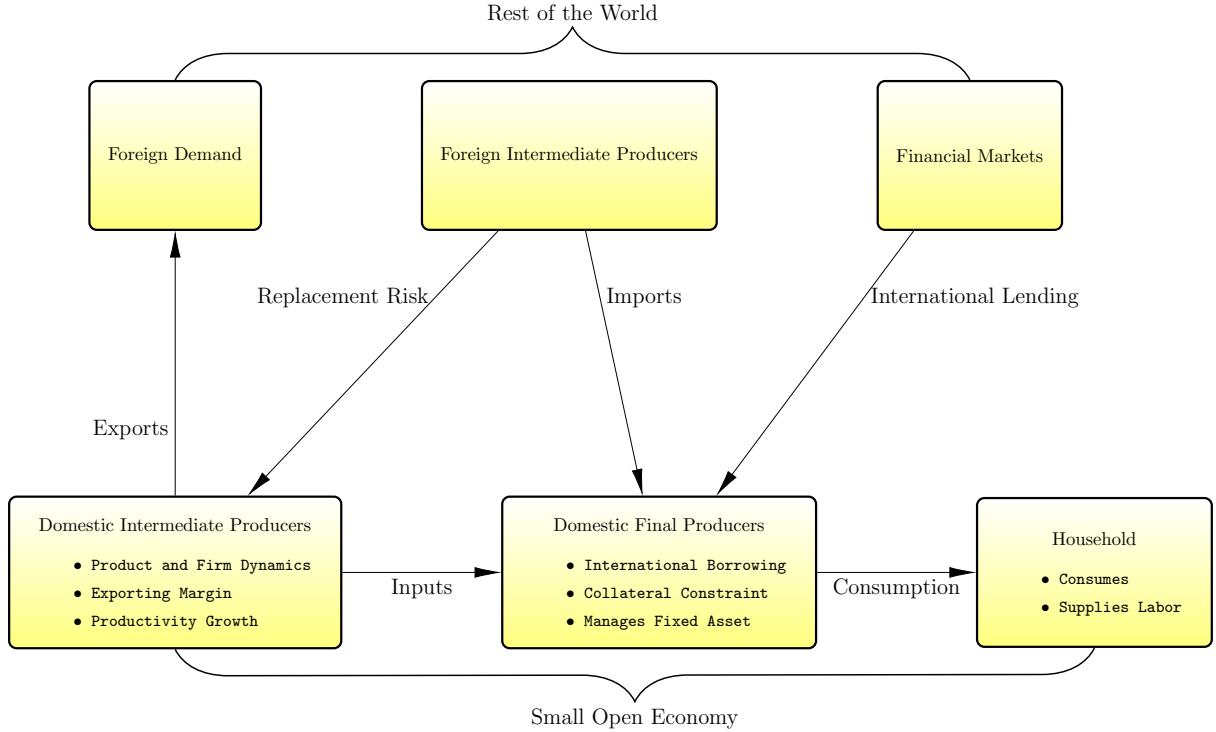 Rest of the World
Foreign Demand
Foreign Intermediate Producers
Financial Markets
Replacement Risk
Imports
International Lending
Exports
Domestic Intermediate Producers
• Product and Firm Dynamics
• Exporting Margin
• Productivity Growth
Inputs
Domestic Final Producers
• International Borrowing
• Collateral Constraint
• Manages Fixed Asset
Consumption
Household
• Consumes
• Supplies Labor
Small Open Economy